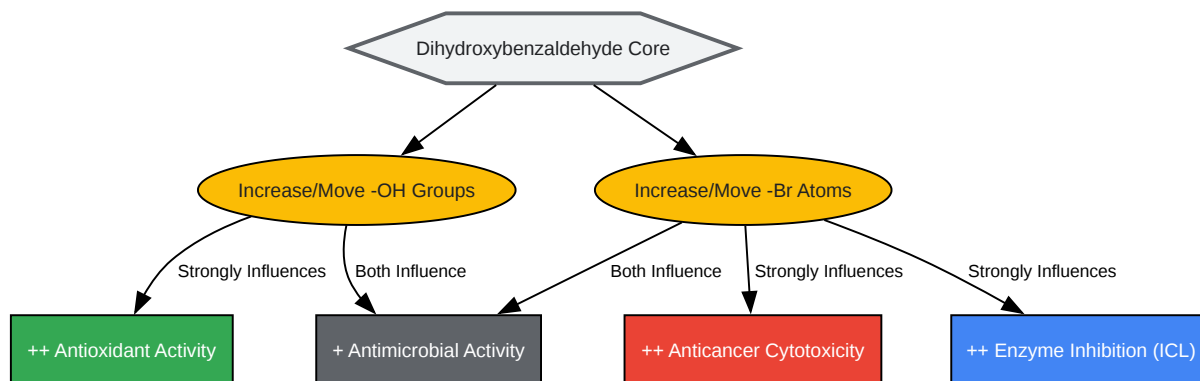 Dihydroxybenzaldehyde Core
Increase/Move -OH Groups
Increase/Move -Br Atoms
Strongly Influences
Both Influence
Both Influence
Strongly Influences
Strongly Influences
++ Antioxidant Activity
+ Antimicrobial Activity
++ Anticancer Cytotoxicity
++ Enzyme Inhibition (ICL)